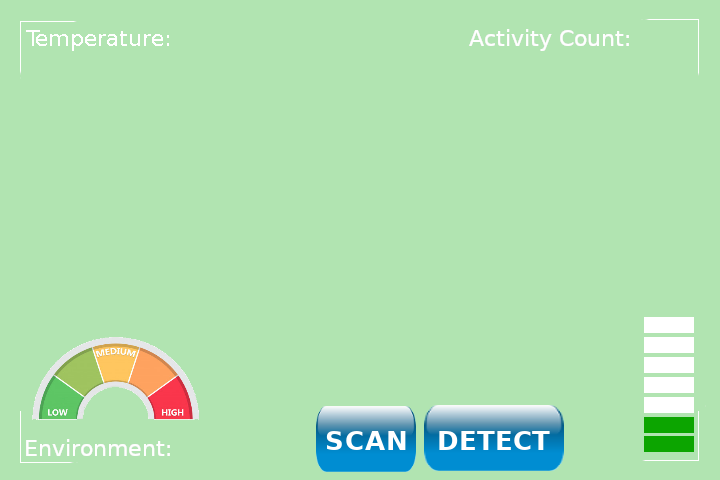 Temperature:
Activity Count:
MEDIUM
LOW
HIGH
Environment:
SCAN
DETECT